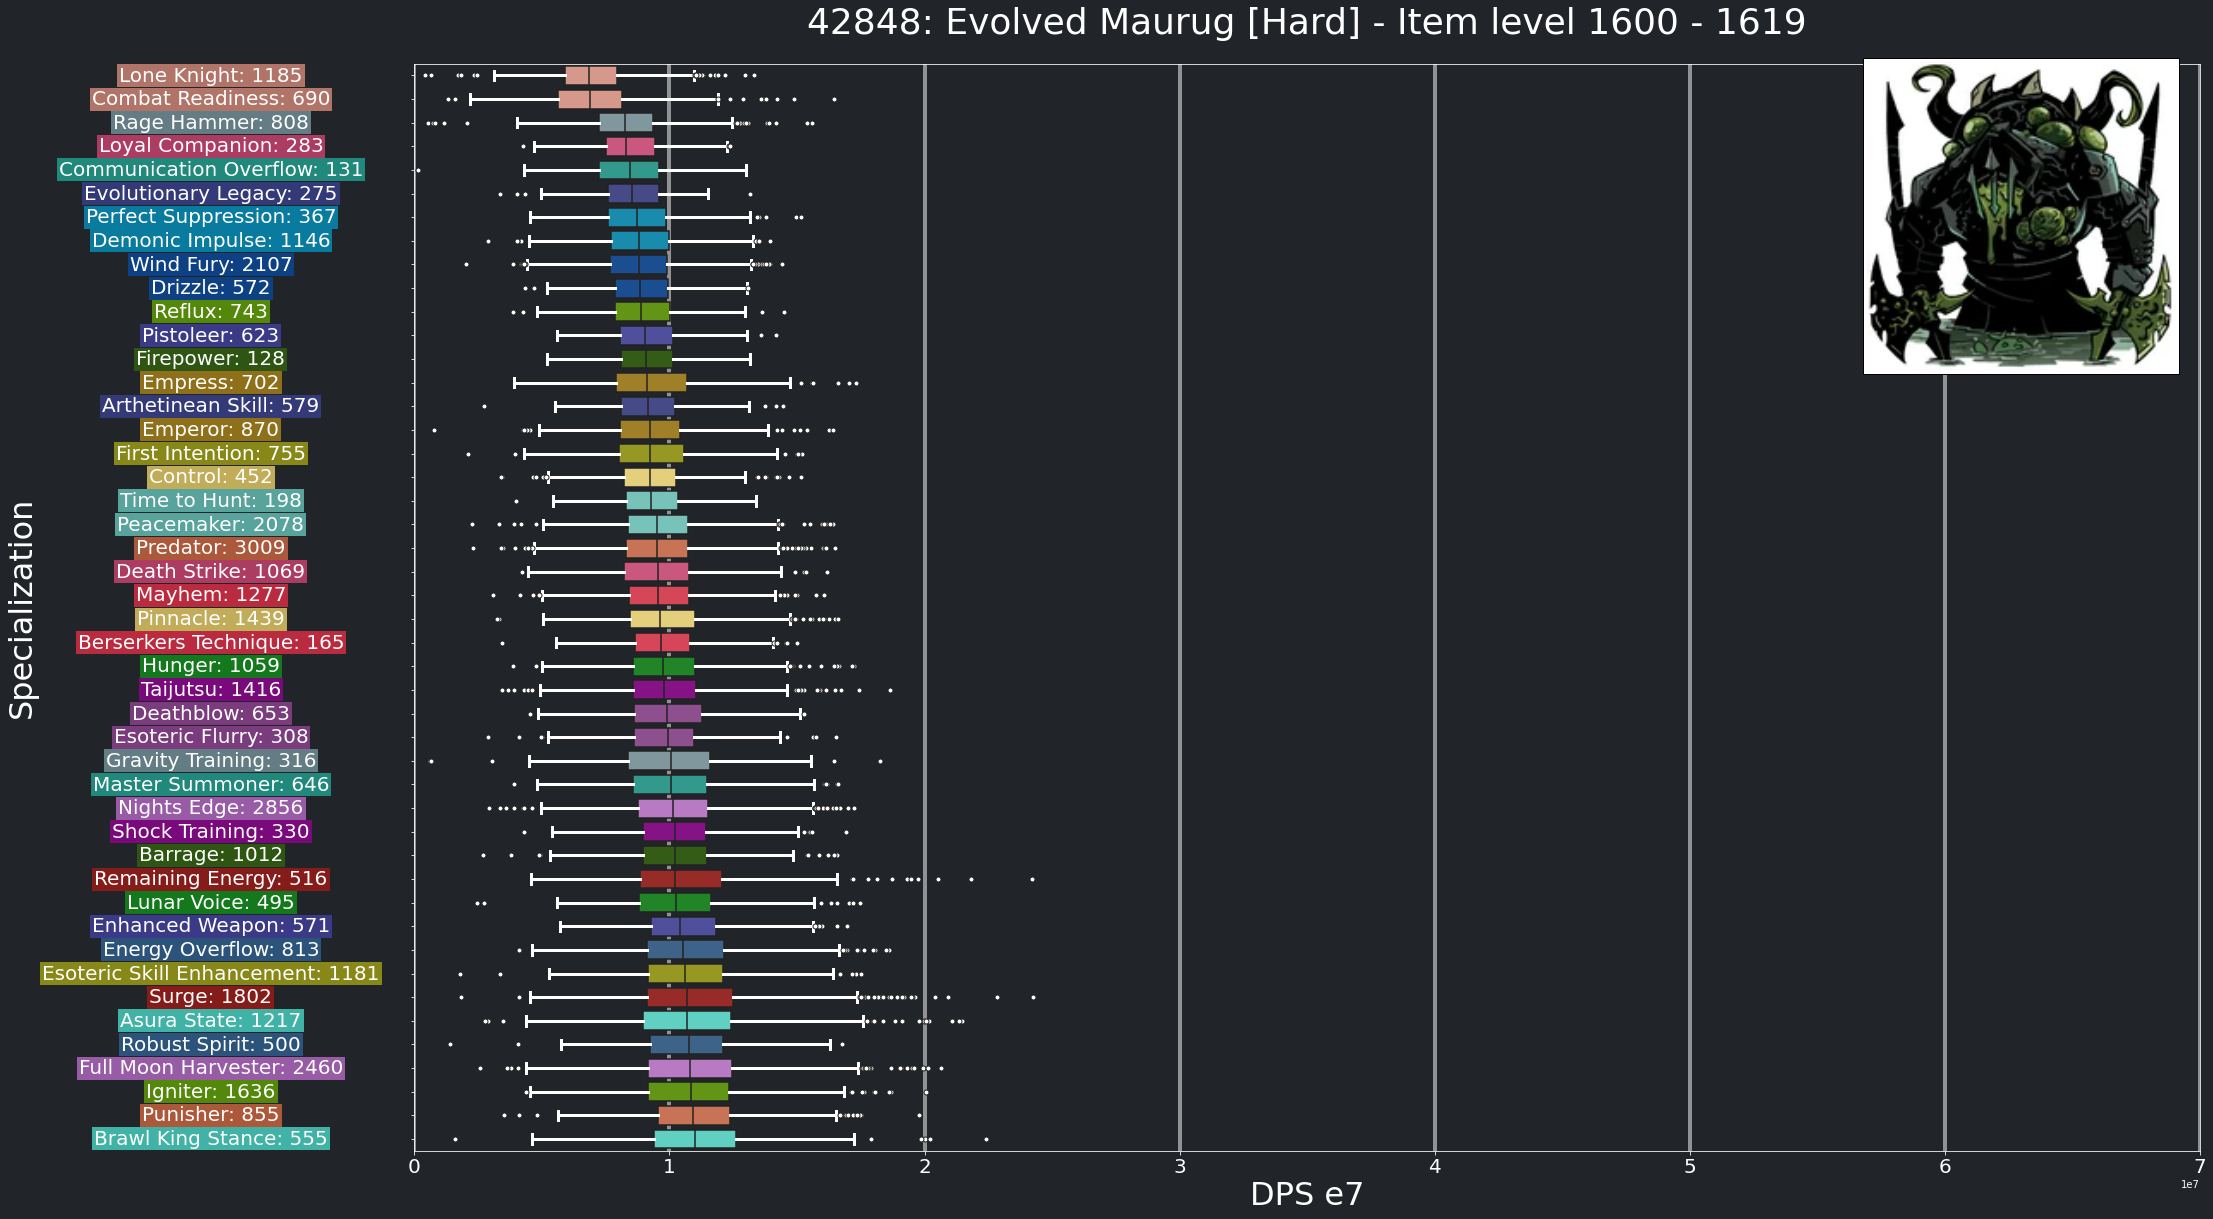 42848: Evolved Maurug [Hard] - Item level 1600 - 1619
Specialization
Lone Knight: 1185
Combat Readiness: 690
Rage Hammer: 808
Loyal Companion: 283
Communication Overflow: 131
Evolutionary Legacy: 275
Perfect Suppression: 367
Demonic Impulse: 1146
Wind Fury: 2107
Drizzle: 572
Reflux: 743
Pistoleer: 623
Firepower: 128
Empress: 702
Arthetinean Skill: 579
Emperor: 870
First Intention: 755
Control: 452
Time to Hunt: 198
Peacemaker: 2078
Predator: 3009
Death Strike: 1069
Mayhem: 1277
Pinnacle: 1439
Berserkers Technique: 165
Hunger: 1059
Taijutsu: 1416
Deathblow: 653
Esoteric Flurry: 308
Gravity Training: 316
Master Summoner: 646
Nights Edge: 2856
Shock Training: 330
Barrage: 1012
Remaining Energy: 516
Lunar Voice: 495
Enhanced Weapon: 571
Energy Overflow: 813
Esoteric Skill Enhancement: 1181
Surge: 1802
Asura State: 1217
Robust Spirit: 500
Full Moon Harvester: 2460
Igniter: 1636
Punisher: 855
Brawl King Stance: 555
0 1 2 3 4 5 6 7
1e7
DPS e7